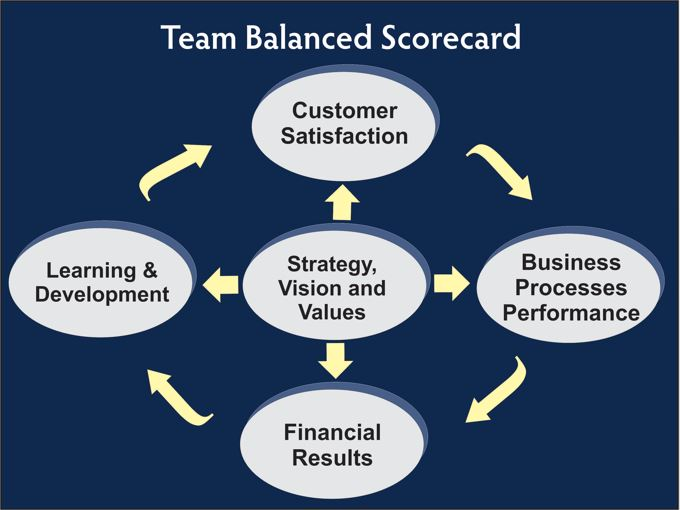 Team Balanced Scorecard
Customer
Satisfaction
Learning &
Development
Strategy,
Vision and
Values
Business
Processes
Performance
Financial
Results